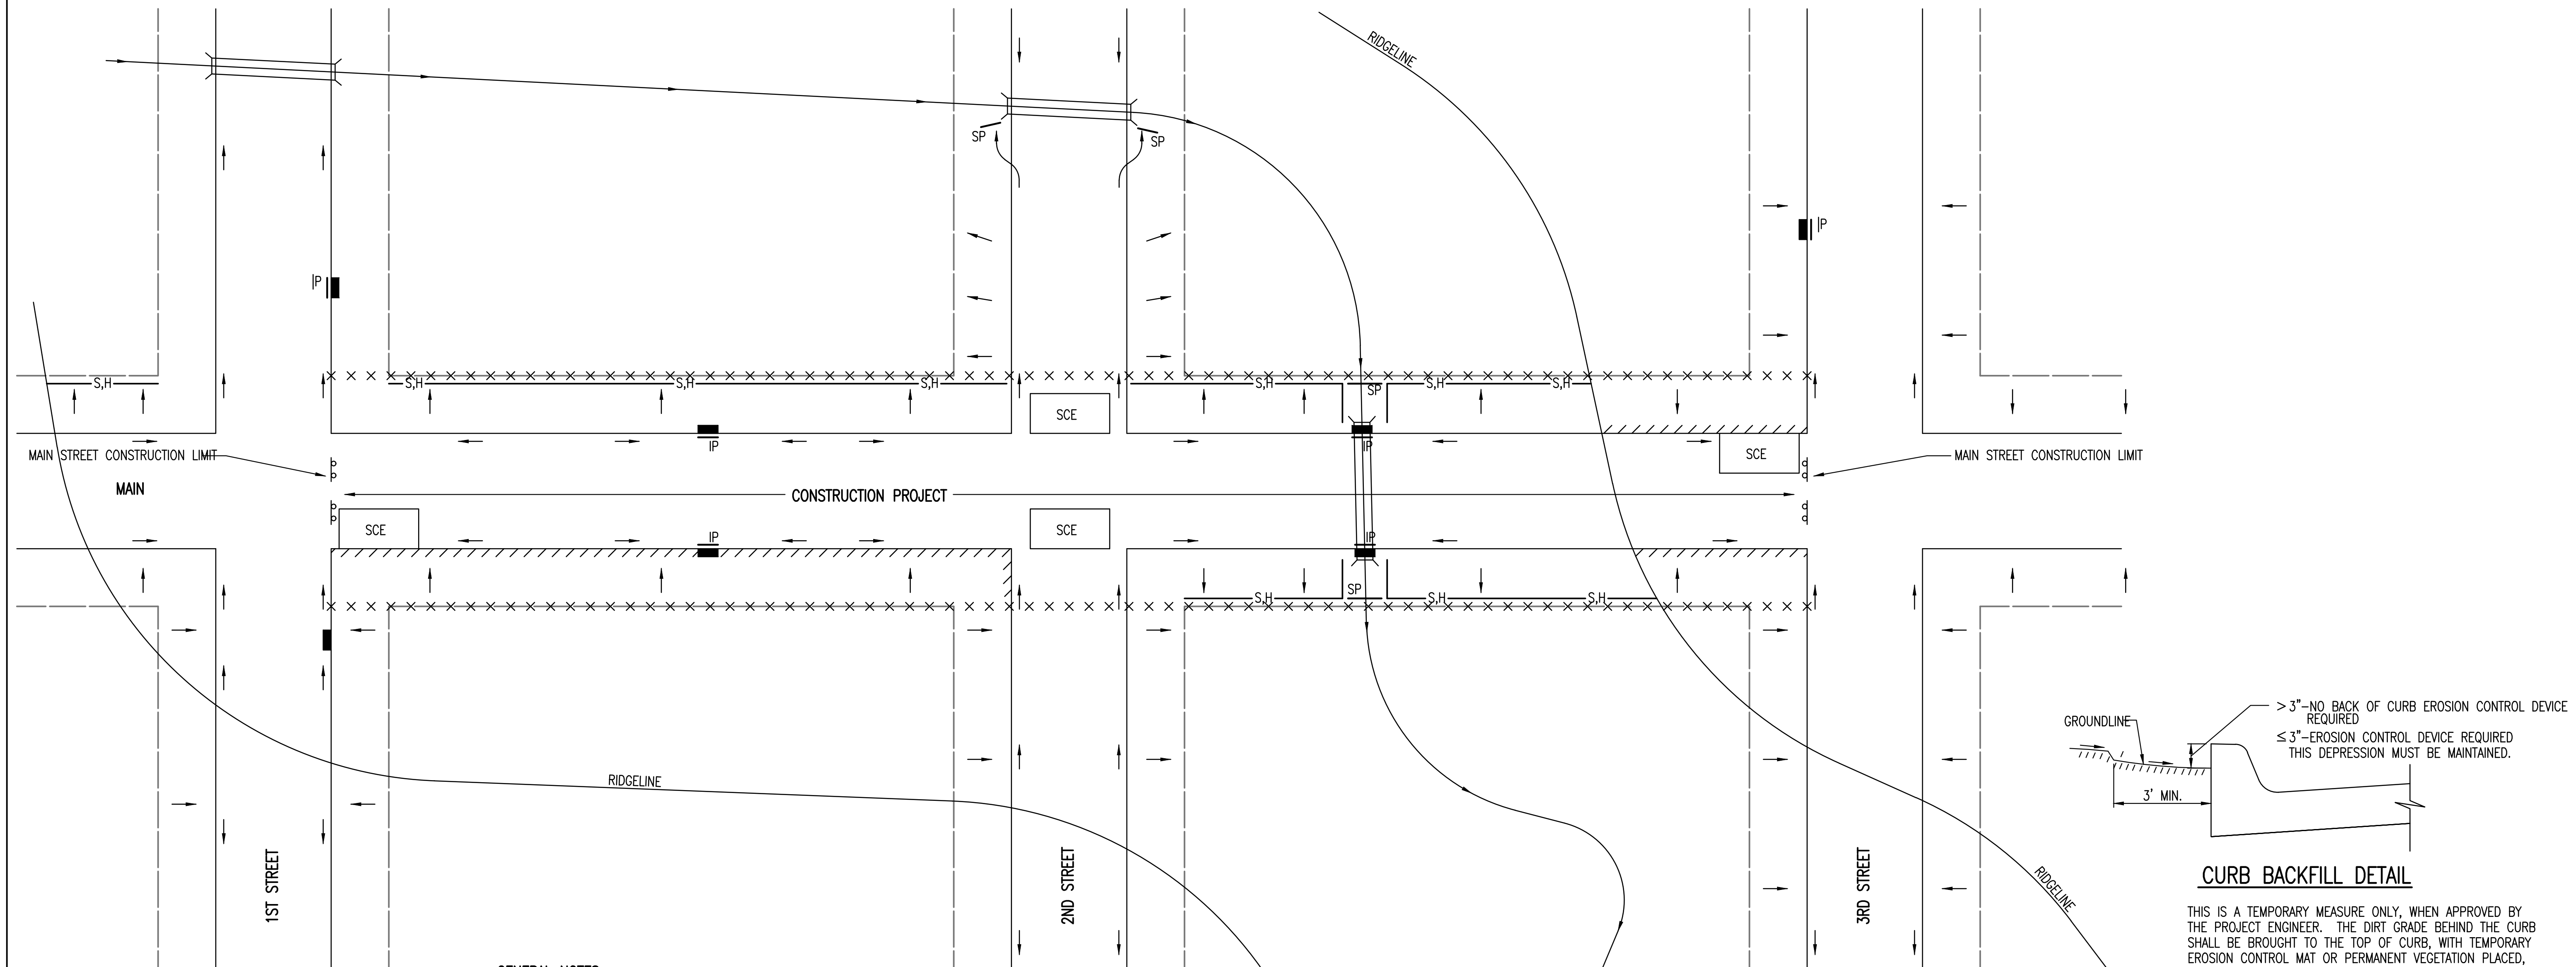 RIDGELINE
SP
SP
IP
IP
S,H
S,H
S,H
S,H
S,H
SP
S,H
S,H
SCE
IP
IP
SCE
MAIN STREET CONSTRUCTION LIMIT
MAIN STREET CONSTRUCTION LIMIT
MAIN
CONSTRUCTION PROJECT
SCE
SCE
IP
IP
SP
S,H
S,H
S,H
RIDGELINE
1ST STREET
2ND STREET
3RD STREET
RIDGELINE
GROUNDLINE
>3"-NO BACK OF CURB EROSION CONTROL DEVICE
REQUIRED
≤3"-EROSION CONTROL DEVICE REQUIRED
THIS DEPRESSION MUST BE MAINTAINED.
3' MIN.
CURB BACKFILL DETAIL
THIS IS A TEMPORARY MEASURE ONLY, WHEN APPROVED BY
THE PROJECT ENGINEER. THE DIRT GRADE BEHIND THE CURB
SHALL BE BROUGHT TO THE TOP OF CURB, WITH TEMPORARY
EROSION CONTROL MAT OR PERMANENT VEGETATION PLACED,